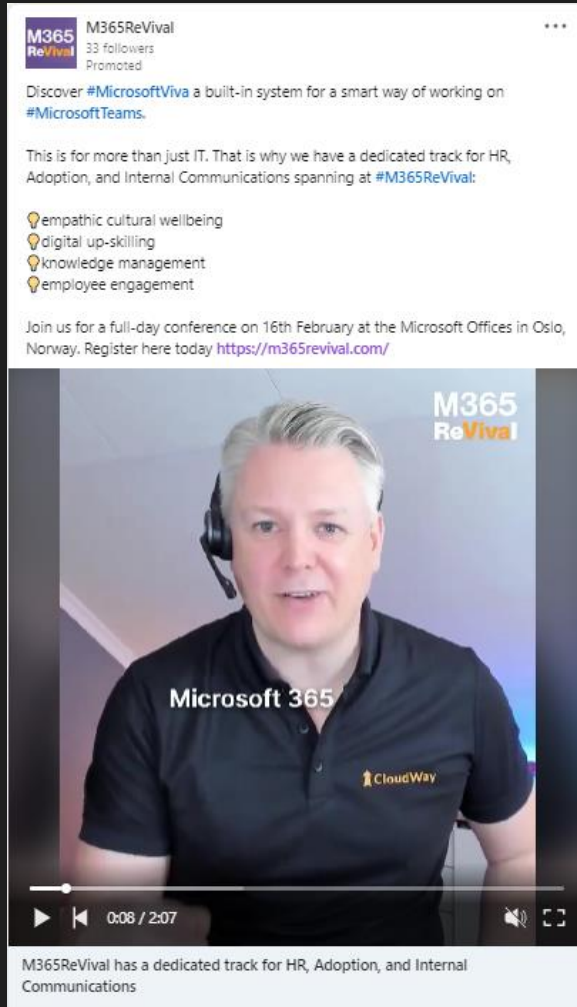 M365
ReVival
M365ReVival
33 followers
Promoted
Discover #MicrosoftViva a built-in system for a smart way of working on
#MicrosoftTeams.
This is for more than just IT. That is why we have a dedicated track for HR,
Adoption, and Internal Communications spanning at #M365ReVival:
💡empathic cultural wellbeing
💡digital up-skilling
💡knowledge management
💡employee engagement
Join us for a full-day conference on 16th February at the Microsoft Offices in Oslo,
Norway. Register here today https://m365revival.com/
M365
ReVival
Microsoft 365
CloudWay
0:08 / 2:07
M365ReVival has a dedicated track for HR, Adoption, and Internal
Communications